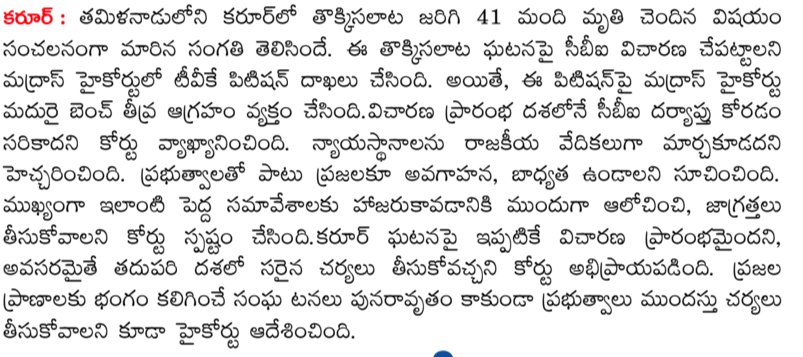 కరూర్ : తమిళనాడులోని కరూర్‌లో తొక్కిసలాట జరిగి 41 మంది మృతి చెందిన విషయం
సంచలనంగా మారిన సంగతి తెలిసిందే. ఈ తొక్కిసలాట ఘటనపై సీబీఐ విచారణ చేపట్టాలని
మద్రాస్ హైకోర్టులో టీవీకే పిటిషన్ దాఖలు చేసింది. అయితే, ఈ పిటిషన్‌పై మద్రాస్ హైకోర్టు
మదురై బెంచ్ తీవ్ర ఆగ్రహం వ్యక్తం చేసింది.విచారణ ప్రారంభ దశలోనే సీబీఐ దర్యాప్తు కోరడం
సరికాదని కోర్టు వ్యాఖ్యానించింది. న్యాయస్థానాలను రాజకీయ వేదికలుగా మార్చకూడదని
హెచ్చరించింది. ప్రభుత్వాలతో పాటు ప్రజలకూ అవగాహన, బాధ్యత ఉండాలని సూచించింది.
ముఖ్యంగా ఇలాంటి పెద్ద సమావేశాలకు హాజరుకావడానికి ముందుగా ఆలోచించి, జాగ్రత్తలు
తీసుకోవాలని కోర్టు స్పష్టం చేసింది.కరూర్ ఘటనపై ఇప్పటికే విచారణ ప్రారంభమైందని,
అవసరమైతే తదుపరి దశలో సరైన చర్యలు తీసుకోవచ్చని కోర్టు అభిప్రాయపడింది. ప్రజల
ప్రాణాలకు భంగం కలిగించే సంఘ టనలు పునరావృతం కాకుండా ప్రభుత్వాలు ముందస్తు చర్యలు
తీసుకోవాలని కూడా హైకోర్టు ఆదేశించింది.